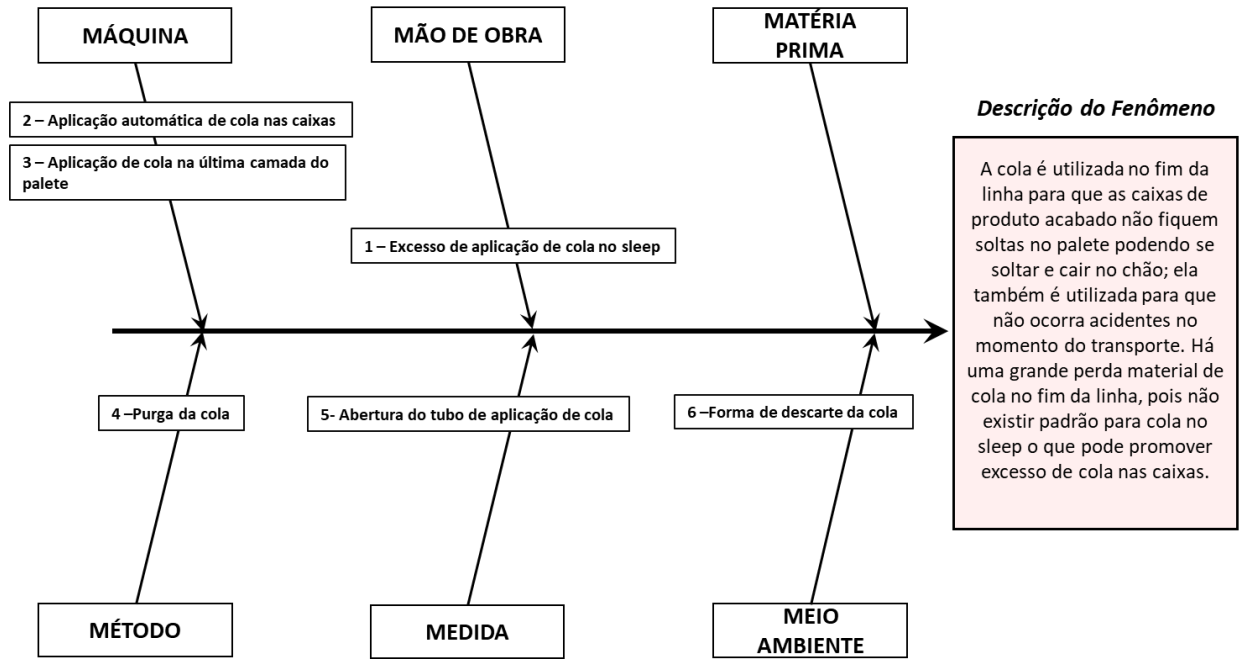 MÁQUINA
MÃO DE OBRA
MATÉRIA
PRIMA
2 – Aplicação automática de cola nas caixas
3 – Aplicação de cola na última camada do
palete
1 – Excesso de aplicação de cola no sleep
Descrição do Fenômeno
A cola é utilizada no fim da
linha para que as caixas de
produto acabado não fiquem
soltas no palete podendo se
soltar e cair no chão; ela
também é utilizada para que
não ocorra acidentes no
momento do transporte. Há
uma grande perda material de
cola no fim da linha, pois não
existir padrão para cola no
sleep o que pode promover
excesso de cola nas caixas.
4 –Purga da cola
5- Abertura do tubo de aplicação de cola
6 –Forma de descarte da cola
MÉTODO
MEDIDA
MEIO
AMBIENTE